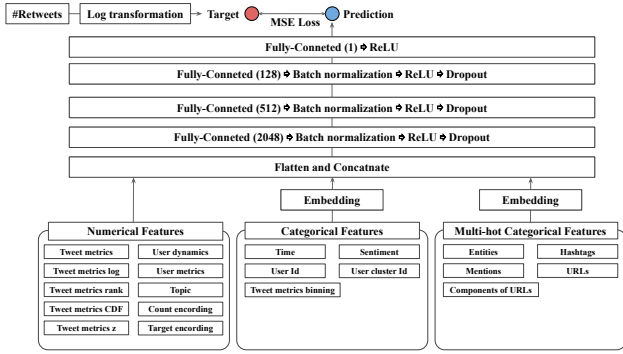 #Retweets
Log transformation
Target
Prediction
MSE Loss
Fully-Conneted (1) ➔ ReLU
Fully-Conneted (128) ➔ Batch normalization ➔ ReLU ➔ Dropout
Fully-Conneted (512) ➔ Batch normalization ➔ ReLU ➔ Dropout
Fully-Conneted (2048) ➔ Batch normalization ➔ ReLU ➔ Dropout
Flatten and Concatnate
Embedding
Embedding
Numerical Features
Tweet metrics
User dynamics
Tweet metrics log
User metrics
Tweet metrics rank
Topic
Tweet metrics CDF
Count encording
Tweet metrics z
Target encording
Categorical Features
Time
Sentiment
User Id
User cluster Id
Tweet metrics binning
Multi-hot Categorical Features
Entities
Hashtags
Mentions
URLs
Components of URLs